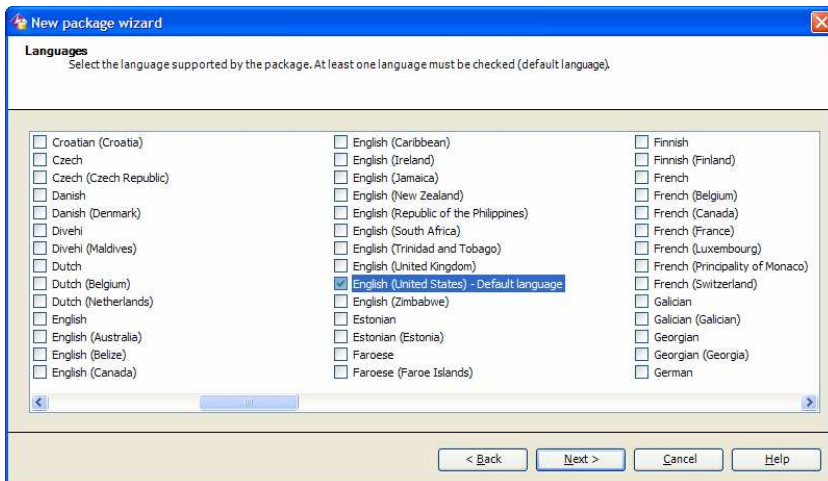 New package wizard
Languages
Select the language supported by the package. At least one language must be checked (default language).
Croatian (Croatia)
Czech
Czech (Czech Republic)
Danish
Danish (Denmark)
Divehi
Divehi (Maldives)
Dutch
Dutch (Belgium)
Dutch (Netherlands)
English
English (Australia)
English (Belize)
English (Canada)
English (Caribbean)
English (Ireland)
English (Jamaica)
English (New Zealand)
English (Republic of the Philippines)
English (South Africa)
English (Trinidad and Tobago)
English (United Kingdom)
English (United States) - Default language
English (Zimbabwe)
Estonian
Estonian (Estonia)
Faroese
Faroese (Faroe Islands)
Finnish
Finnish (Finland)
French
French (Belgium)
French (Canada)
French (France)
French (Luxembourg)
French (Principality of Monaco)
French (Switzerland)
Galician
Galician (Galician)
Georgian
Georgian (Georgia)
German
< Back
Next >
Cancel
Help